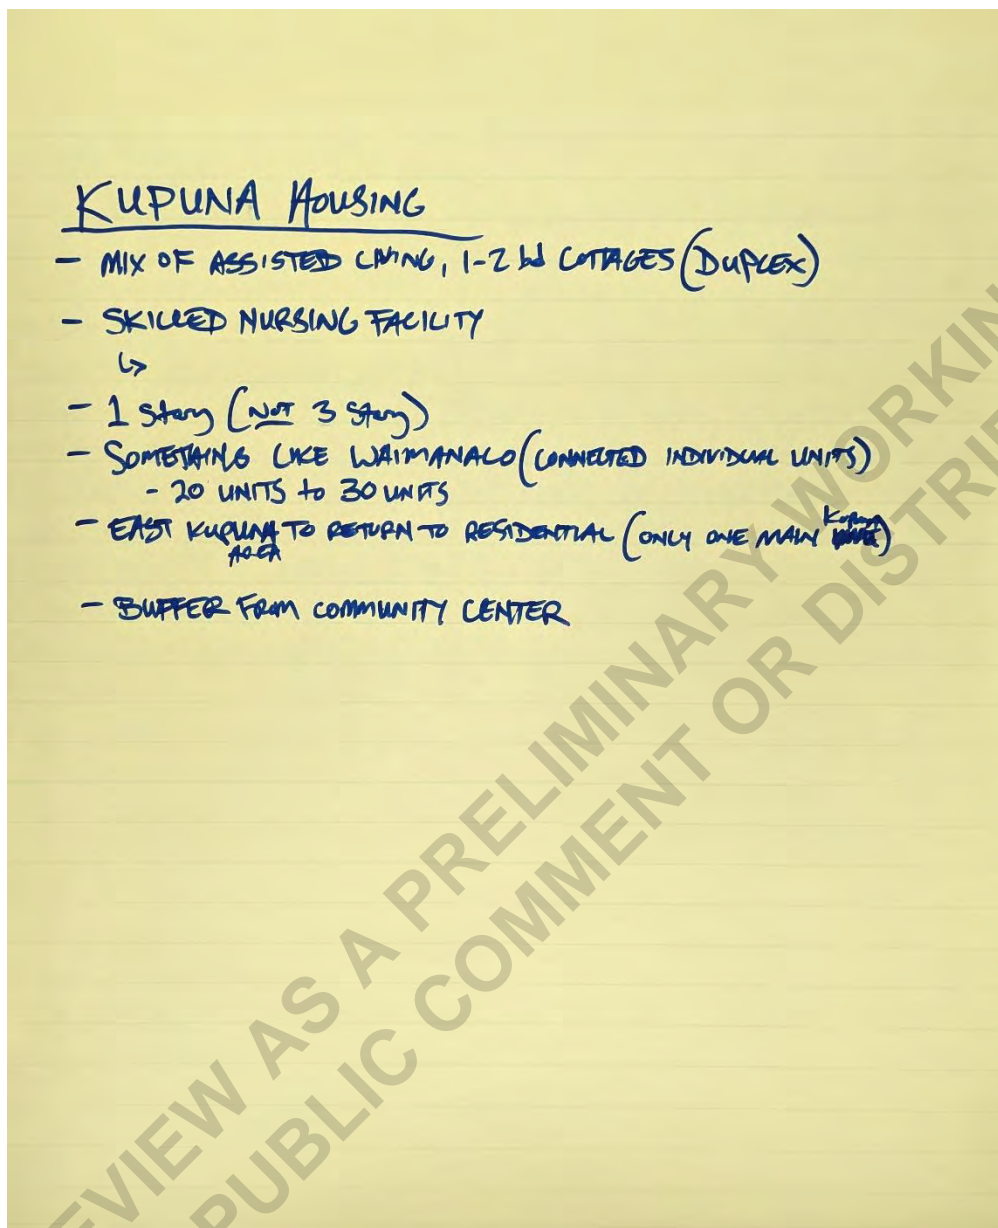 KUPUNA HOUSING
- MIX OF ASSISTED LIVING, 1-2 bd COTTAGES (DUPLEX)
- SKILLED NURSING FACILITY
↳
- 1 Story (NOT 3 Story)
- SOMETHING LIKE WAIMANALO (CONNECTED INDIVIDUAL UNITS)
- 20 UNITS to 30 UNITS
- EAST KUPUNA AREA TO RETURN TO RESIDENTIAL (ONLY ONE MAIN Kupuna)
- BUFFER FROM COMMUNITY CENTER
EVIEW AS A PRELIMINARY WORKIN
PUBLIC COMMENT OR DISTRI